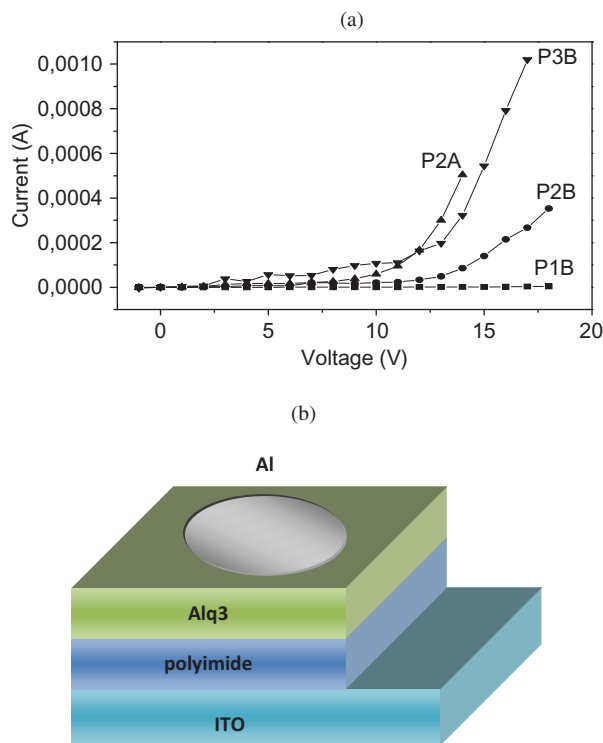 (a)
0,0010
P3B
0,0008
0,0006
P2A
0,0004
P2B
0,0002
P1B
0,0000
0 5 10 15 20
Current (A)
Voltage (V)
(b)
Al
Alq3
polyimide
ITO